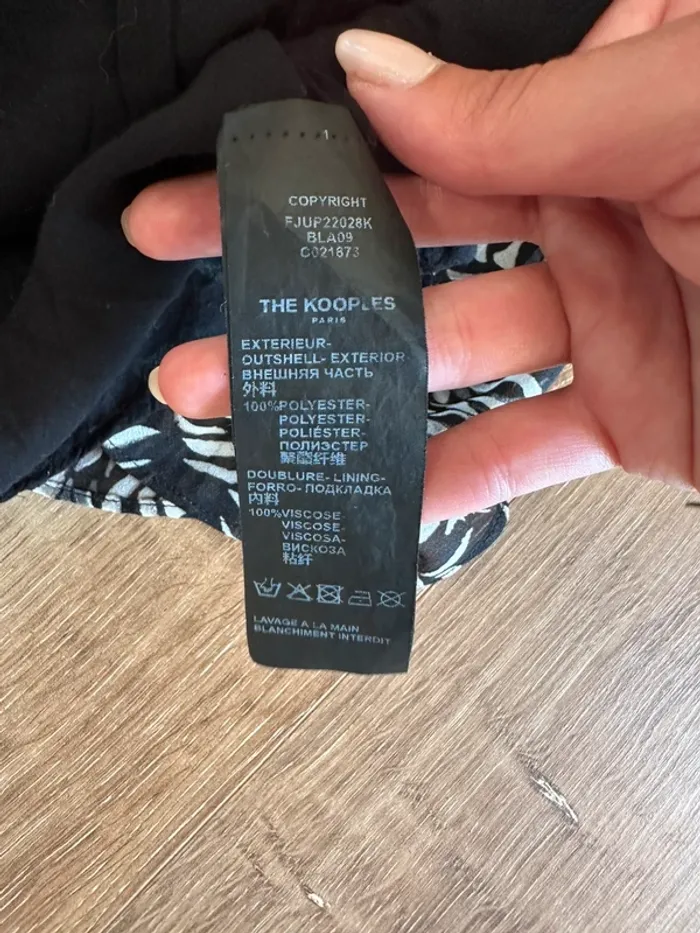 1
COPYRIGHT
FJUP22028K
BLA09
C021873
THE KOOPLES
PARIS
EXTERIEUR-
OUTSHELL- EXTERIOR
ВНЕШНЯЯ ЧАСТЬ
外料
100%POLYESTER-
POLYESTER-
POLIÉSTER-
ПОЛИЭСТЕР
聚酯纤维
DOUBLURE- LINING-
FORRO- ПОДКЛАДКА
内料
100%VISCOSE-
VISCOSE-
VISCOSA-
ВИСКОЗА
粘纤
LAVAGE A LA MAIN
BLANCHIMENT INTERDIT